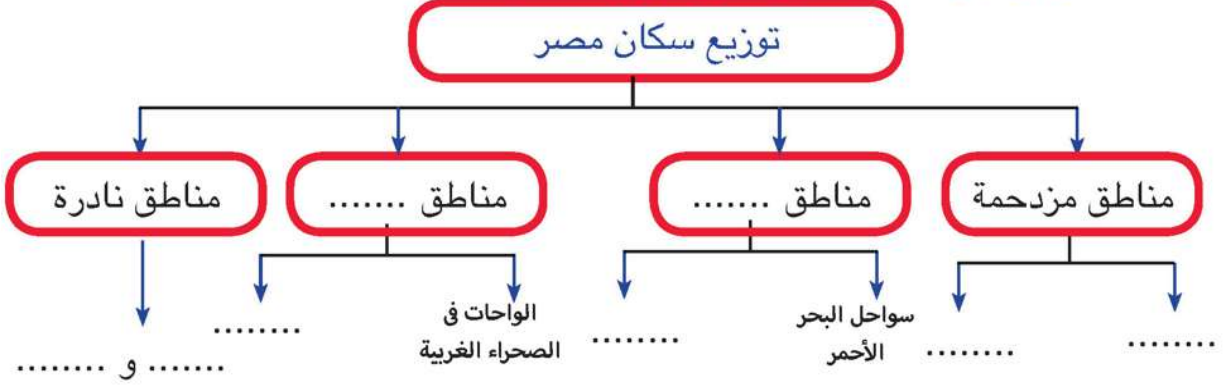 توزيع سكان مصر
مناطق مزدحمة
مناطق .......
مناطق .......
مناطق نادرة
........
........
سواحل البحر
الأحمر
........
الواحات فى
الصحراء الغربية
........
....... و ........